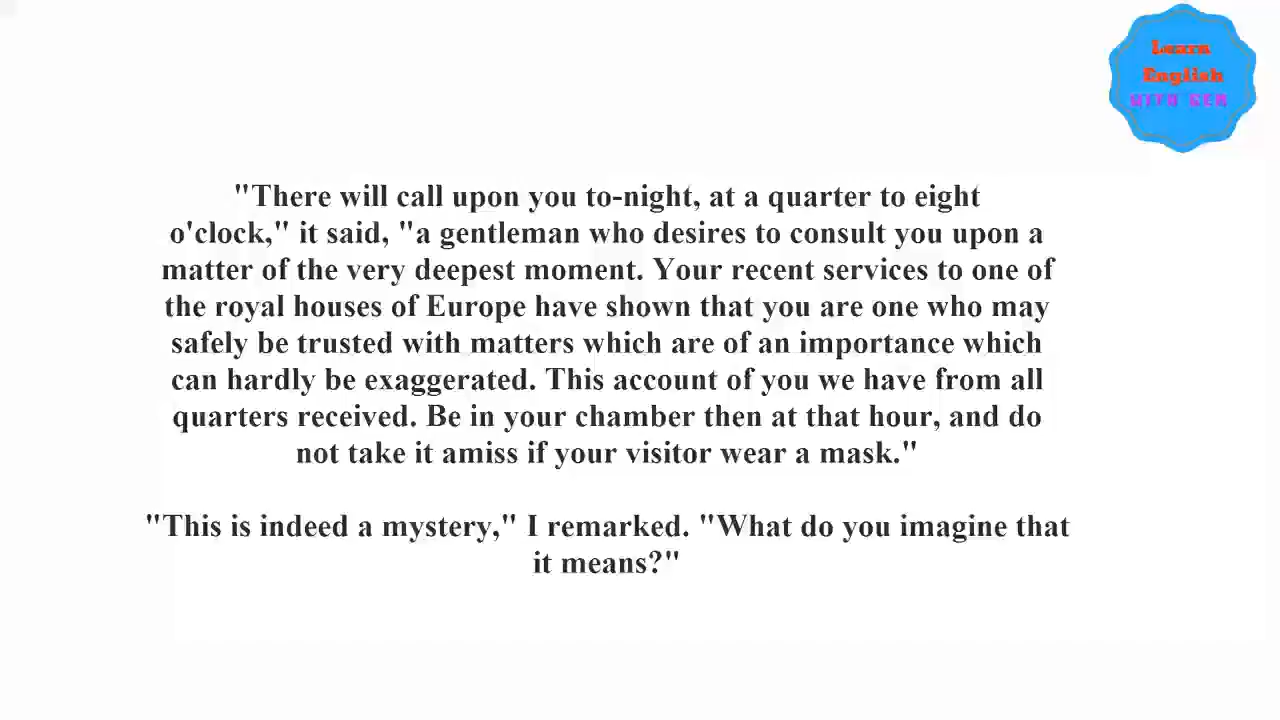 Learn
English
"There will call upon you to-night, at a quarter to eight
o'clock," it said, "a gentleman who desires to consult you upon a
matter of the very deepest moment. Your recent services to one of
the royal houses of Europe have shown that you are one who may
safely be trusted with matters which are of an importance which
can hardly be exaggerated. This account of you we have from all
quarters received. Be in your chamber then at that hour, and do
not take it amiss if your visitor wear a mask."
"This is indeed a mystery," I remarked. "What do you imagine that
it means?"